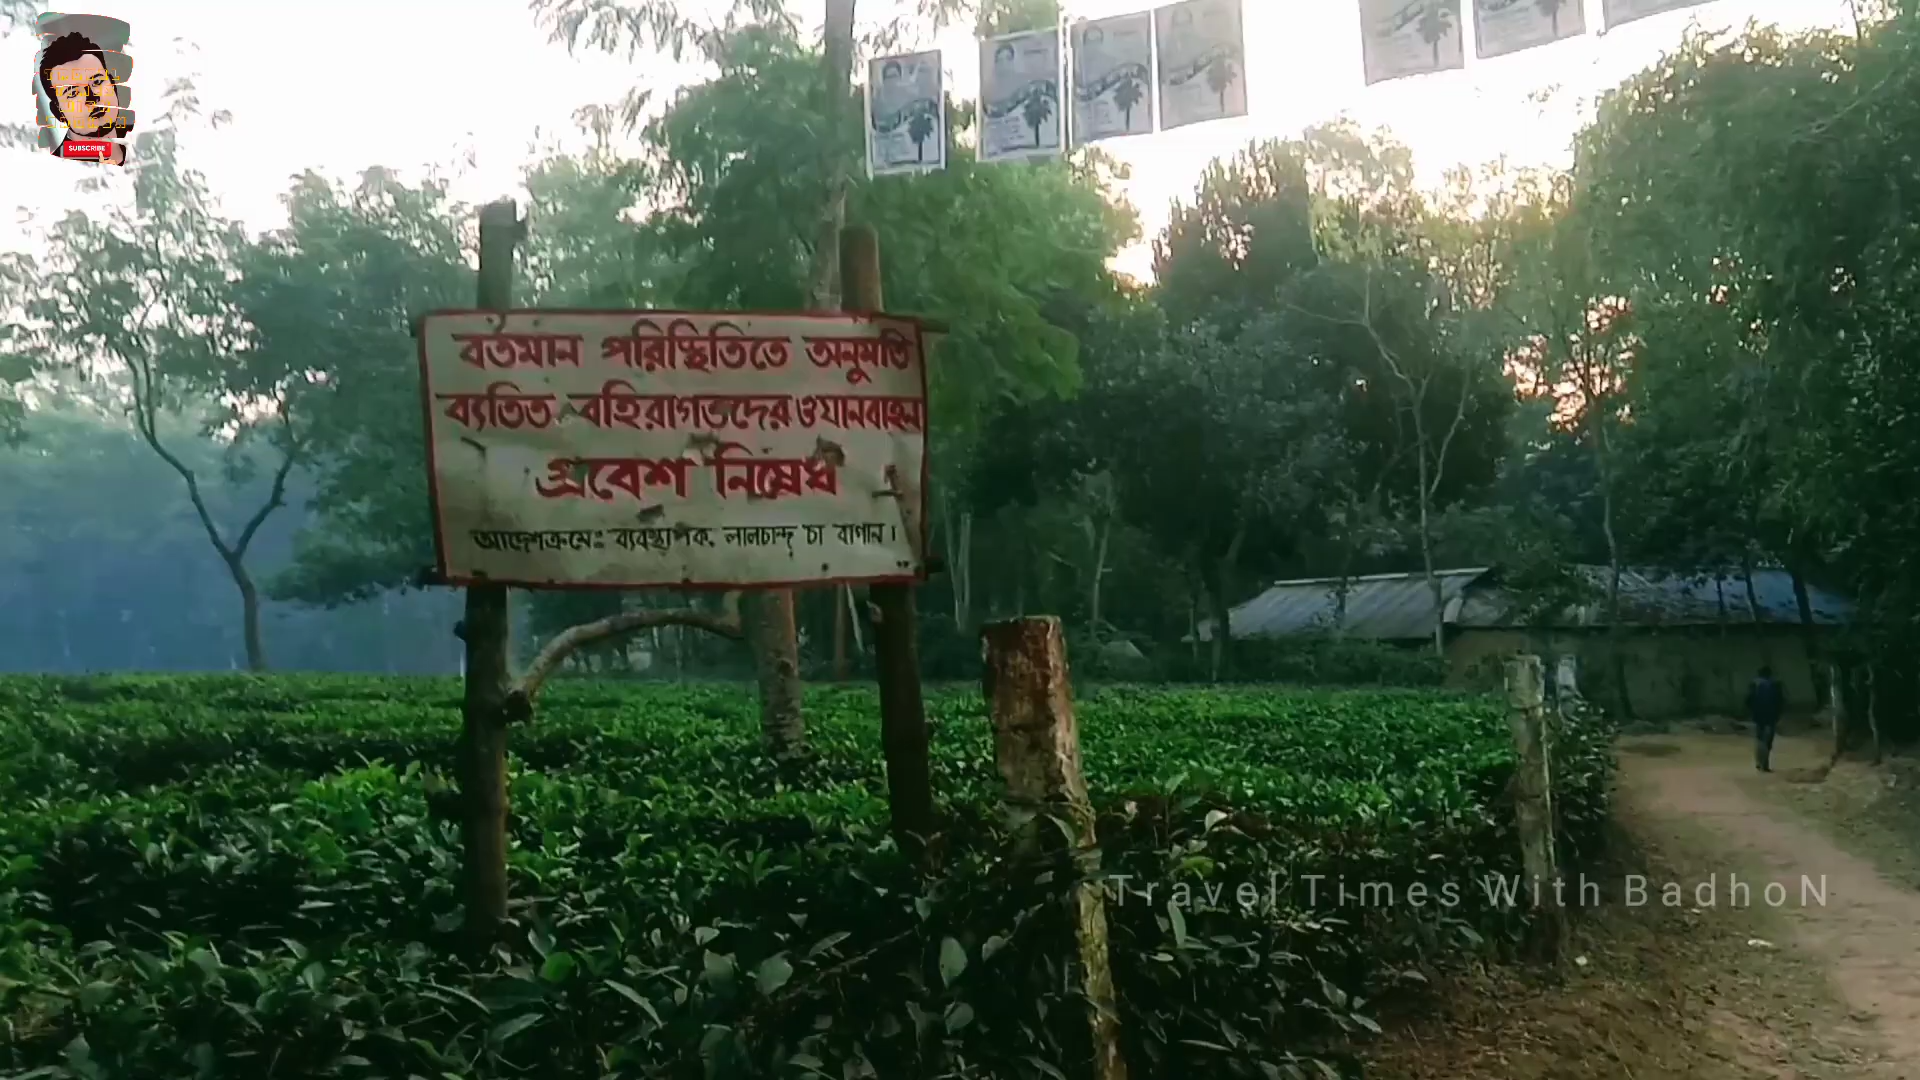 SUBSCRIBE
বর্তমান পরিস্থিতিতে অনুমতি
ব্যতিত বহিরাগতদের ও যানবাহন
প্রবেশ নিষেধ
আদেশক্রমেঃ ব্যবস্থাপক, লালচান্দ চা বাগান।
Travel Times With BadhoN